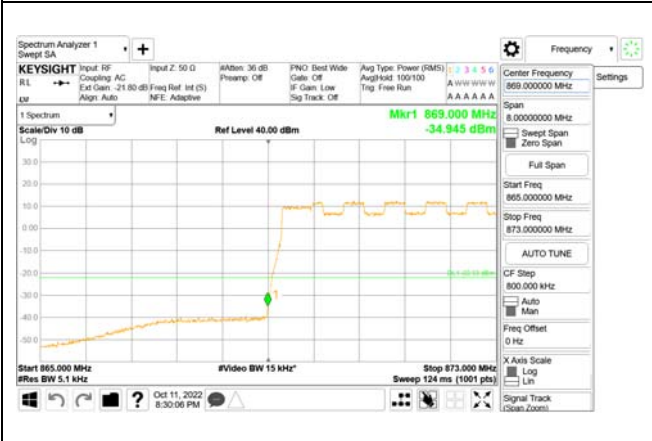 Spectrum Analyzer 1
Swept SA
+
Frequency
KEYSIGHT
RL
Input: RF
Coupling: AC
Ext Gain: -21.80 dB
Align: Auto
Input Z: 50 Ω
Freq Ref: Int (S)
NFE: Adaptive
#Atten: 36 dB
Preamp: Off
PNO: Best Wide
Gate: Off
IF Gain: Low
Sig Track: Off
Avg Type: Power (RMS)
Avg|Hold: 100/100
Trig: Free Run
1 2 3 4 5 6
A W W W W W
A A A A A A
1 Spectrum
Scale/Div 10 dB
Log
Ref Level 40.00 dBm
Mkr1 869.000 MHz
-34.945 dBm
30.0
20.0
10.0
0.00
-10.0
-20.0
-30.0
-40.0
-50.0
1
Start 865.000 MHz
#Res BW 5.1 kHz
#Video BW 15 kHz*
Stop 873.000 MHz
Sweep 124 ms (1001 pts)
?
Oct 11, 2022
8:30:06 PM
Center Frequency
869.000000 MHz
Settings
Span
8.00000000 MHz
Swept Span
Zero Span
Full Span
Start Freq
865.000000 MHz
Stop Freq
873.000000 MHz
AUTO TUNE
CF Step
800.000 kHz
Auto
Man
Freq Offset
0 Hz
X Axis Scale
Log
Lin
Signal Track
(Span Zoom)